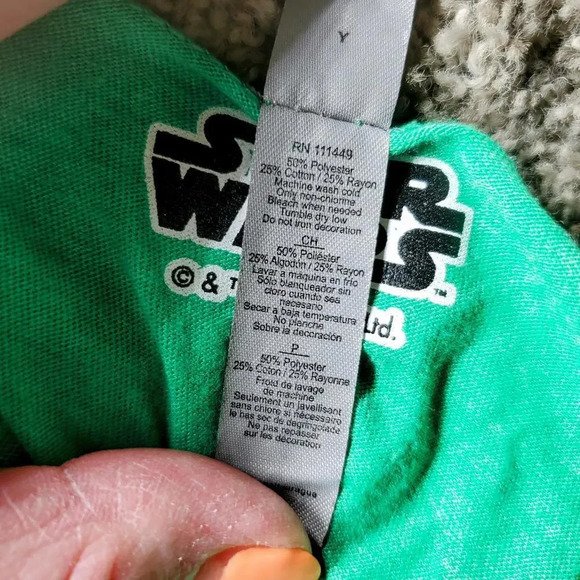 Y
RN 111449
50% Polyester
25% Cotton / 25% Rayon
Machine wash cold
Only non-chlorine
Bleach when needed
Tumble dry low
Do not iron decoration
CH
50% Poliéster
25% Algodón / 25% Rayon
Lavar a maquina en frío
Sólo blanqueador sin
cloro cuando sea
necesario
Secar a baja temperatura
No planche
Sobre la decoración
P
50% Polyester
25% Coton / 25% Rayonne
Froid de lavage
de machine
Seulement un javellisant
sans chlore si nécessaire
le bas sec de degringolade
Ne pas repasser
sur les décoration
STAR
WARS
™
© &
Ltd.